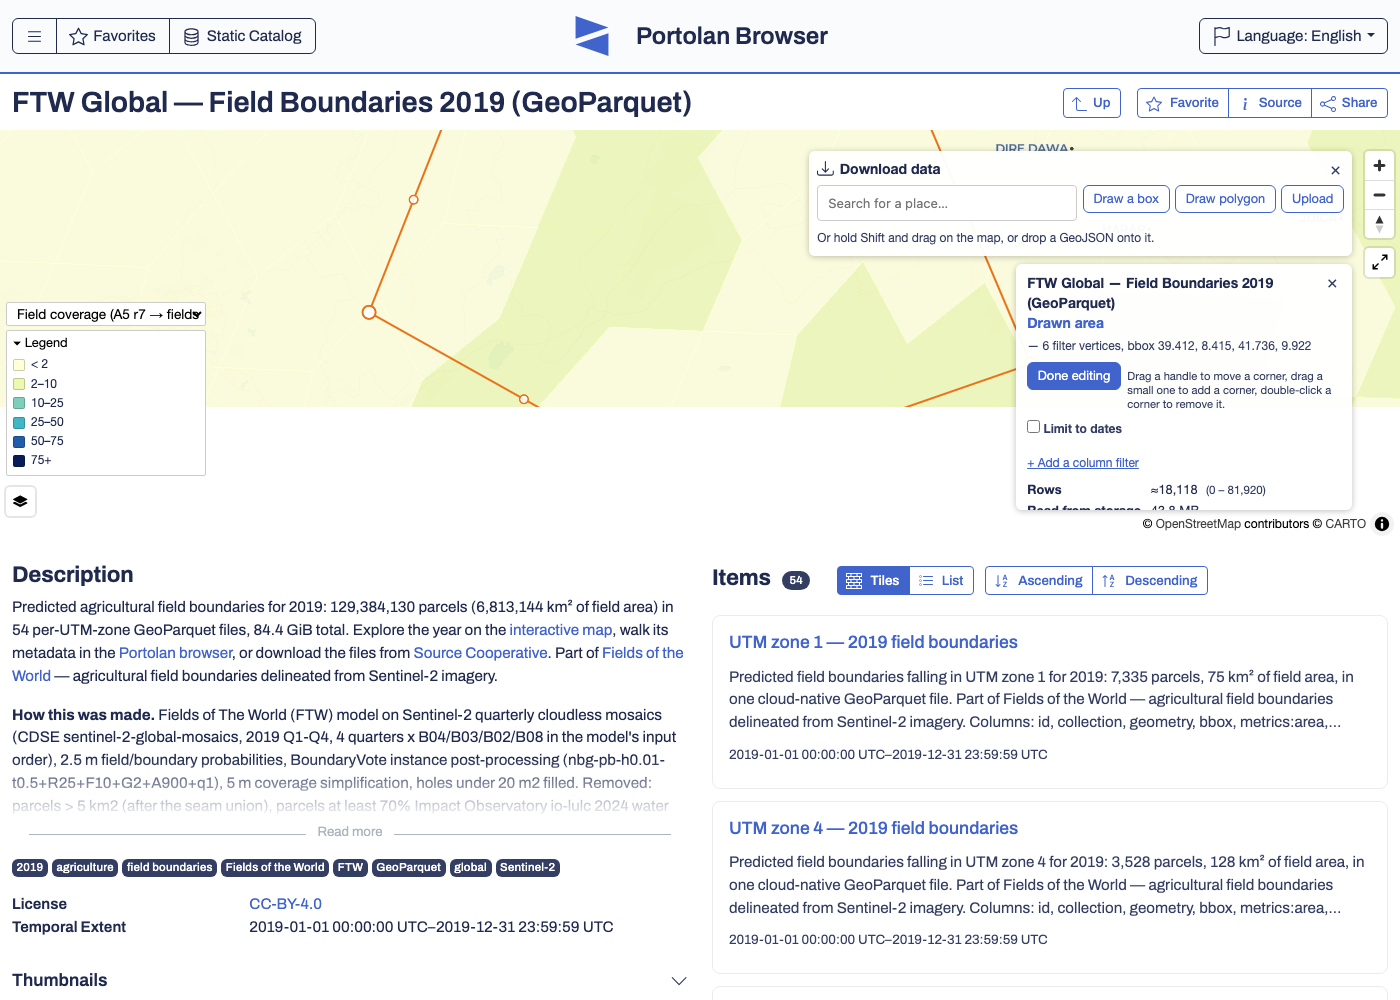 Favorites
Static Catalog
Portolan Browser
Language: English
FTW Global — Field Boundaries 2019 (GeoParquet)
Up
Favorite
Source
Share
DIRE DAWA
Download data
Search for a place...
Draw a box
Draw polygon
Upload
Or hold Shift and drag on the map, or drop a GeoJSON onto it.
FTW Global — Field Boundaries 2019
(GeoParquet)
Drawn area
— 6 filter vertices, bbox 39.412, 8.415, 41.736, 9.922
Done editing
Drag a handle to move a corner, drag a
small one to add a corner, double-click a
corner to remove it.
Limit to dates
+ Add a column filter
Rows ≈18,118 (0 – 81,920)
Read from storage 43.8 MB
Field coverage (A5 r7 → fields
Legend
< 2
2–10
10–25
25–50
50–75
75+
© OpenStreetMap contributors © CARTO
Description
Predicted agricultural field boundaries for 2019: 129,384,130 parcels (6,813,144 km² of field area) in
54 per-UTM-zone GeoParquet files, 84.4 GiB total. Explore the year on the interactive map, walk its
metadata in the Portolan browser, or download the files from Source Cooperative. Part of Fields of the
World — agricultural field boundaries delineated from Sentinel-2 imagery.
How this was made. Fields of The World (FTW) model on Sentinel-2 quarterly cloudless mosaics
(CDSE sentinel-2-global-mosaics, 2019 Q1-Q4, 4 quarters x B04/B03/B02/B08 in the model's input
order), 2.5 m field/boundary probabilities, BoundaryVote instance post-processing (nbg-pb-h0.01-
t0.5+R25+F10+G2+A900+q1), 5 m coverage simplification, holes under 20 m2 filled. Removed:
parcels > 5 km2 (after the seam union), parcels at least 70% Impact Observatory io-lulc 2024 water
Read more
2019
agriculture
field boundaries
Fields of the World
FTW
GeoParquet
global
Sentinel-2
License CC-BY-4.0
Temporal Extent 2019-01-01 00:00:00 UTC–2019-12-31 23:59:59 UTC
Thumbnails
Items 54
Tiles
List
Ascending
Descending
UTM zone 1 — 2019 field boundaries
Predicted field boundaries falling in UTM zone 1 for 2019: 7,335 parcels, 75 km² of field area, in
one cloud-native GeoParquet file. Part of Fields of the World — agricultural field boundaries
delineated from Sentinel-2 imagery. Columns: id, collection, geometry, bbox, metrics:area,...
2019-01-01 00:00:00 UTC–2019-12-31 23:59:59 UTC
UTM zone 4 — 2019 field boundaries
Predicted field boundaries falling in UTM zone 4 for 2019: 3,528 parcels, 128 km² of field area, in
one cloud-native GeoParquet file. Part of Fields of the World — agricultural field boundaries
delineated from Sentinel-2 imagery. Columns: id, collection, geometry, bbox, metrics:area,...
2019-01-01 00:00:00 UTC–2019-12-31 23:59:59 UTC